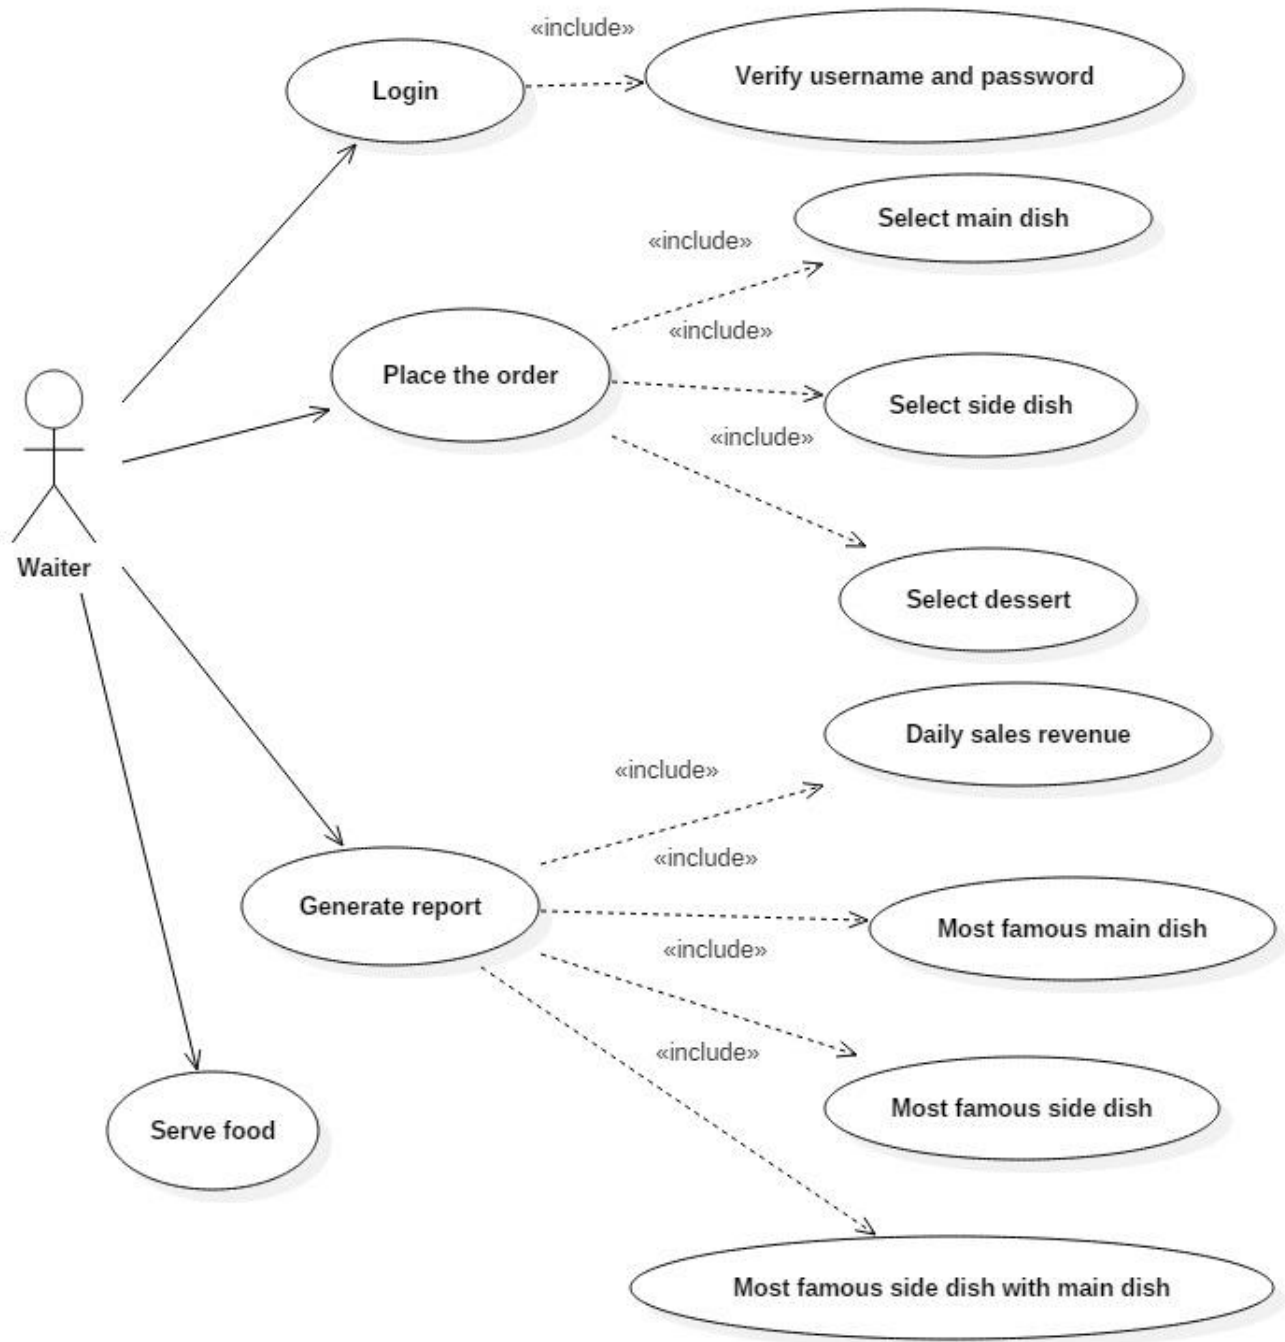 «include»
Login
Verify username and password
Select main dish
«include»
«include»
Place the order
Select side dish
«include»
Waiter
Select dessert
Daily sales revenue
«include»
«include»
Generate report
Most famous main dish
«include»
«include»
Most famous side dish
Serve food
Most famous side dish with main dish